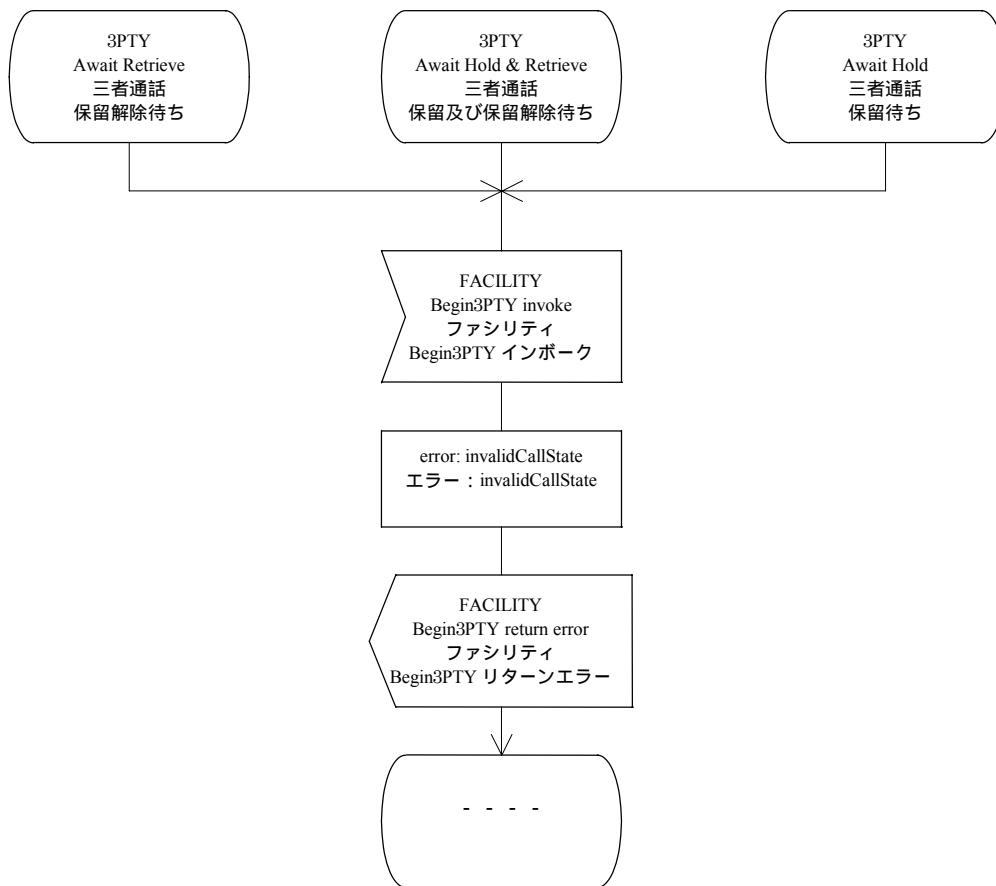 3PTY
Await Retrieve
三者通話
保留解除待ち
3PTY
Await Hold & Retrieve
三者通話
保留及び保留解除待ち
3PTY
Await Hold
三者通話
保留待ち
FACILITY
Begin3PTY invoke
ファシリティ
Begin3PTY インボーク
error: invalidCallState
エラー：invalidCallState
FACILITY
Begin3PTY return error
ファシリティ
Begin3PTY リターンエラー
- - - -